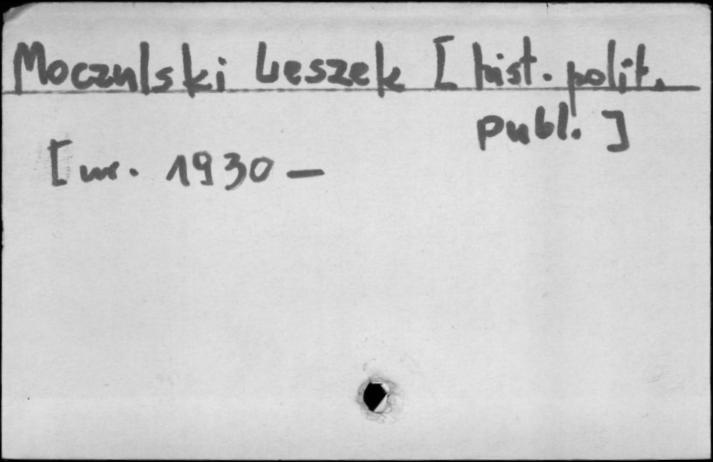 Moczulski Leszek [hist. polit.
publ.]
[ur. 1930 –